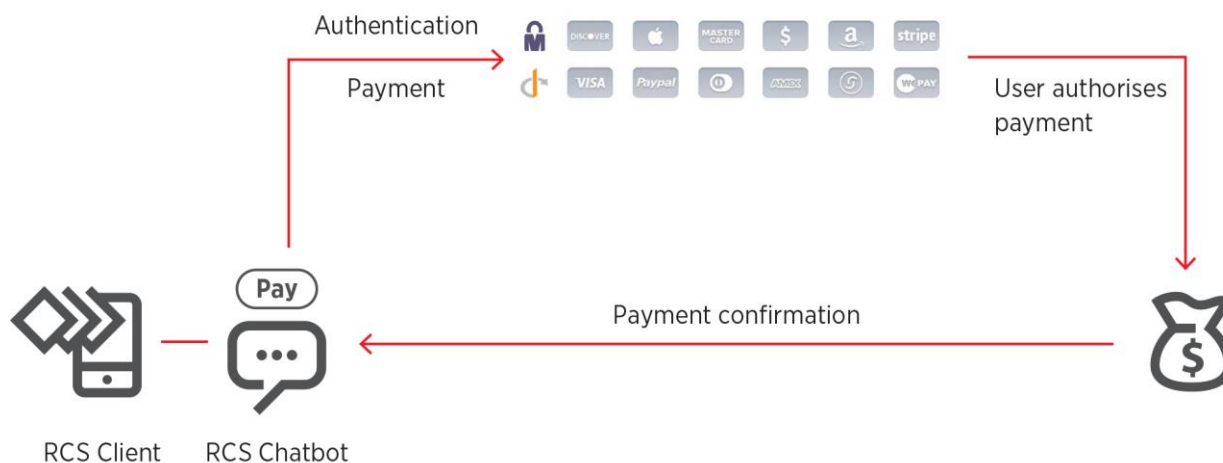 Authentication
DISCOVER
MASTER
CARD
$
a
stripe
Payment
VISA
Paypal
AMEX
WePAY
User authorises
payment
Pay
Payment confirmation
$
RCS Client
RCS Chatbot